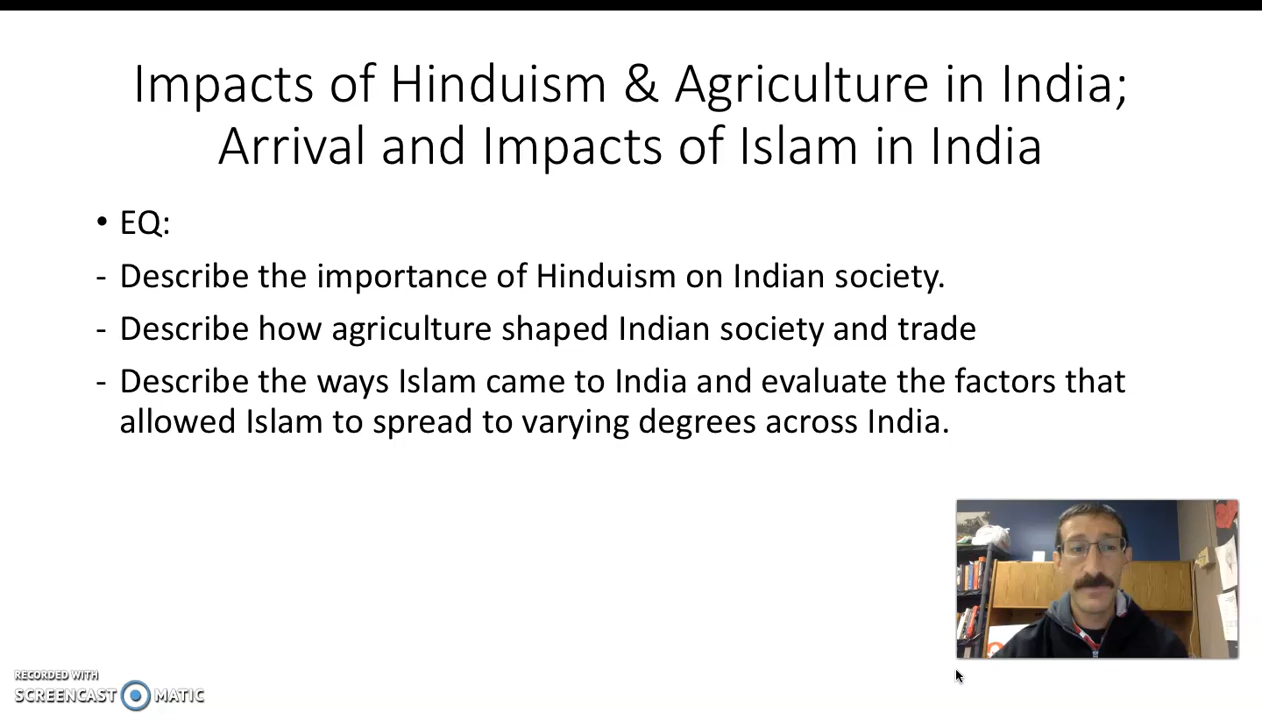 Impacts of Hinduism & Agriculture in India;
Arrival and Impacts of Islam in India
• EQ:
- Describe the importance of Hinduism on Indian society.
- Describe how agriculture shaped Indian society and trade
- Describe the ways Islam came to India and evaluate the factors that
allowed Islam to spread to varying degrees across India.
RECORDED WITH
SCREENCAST MATIC